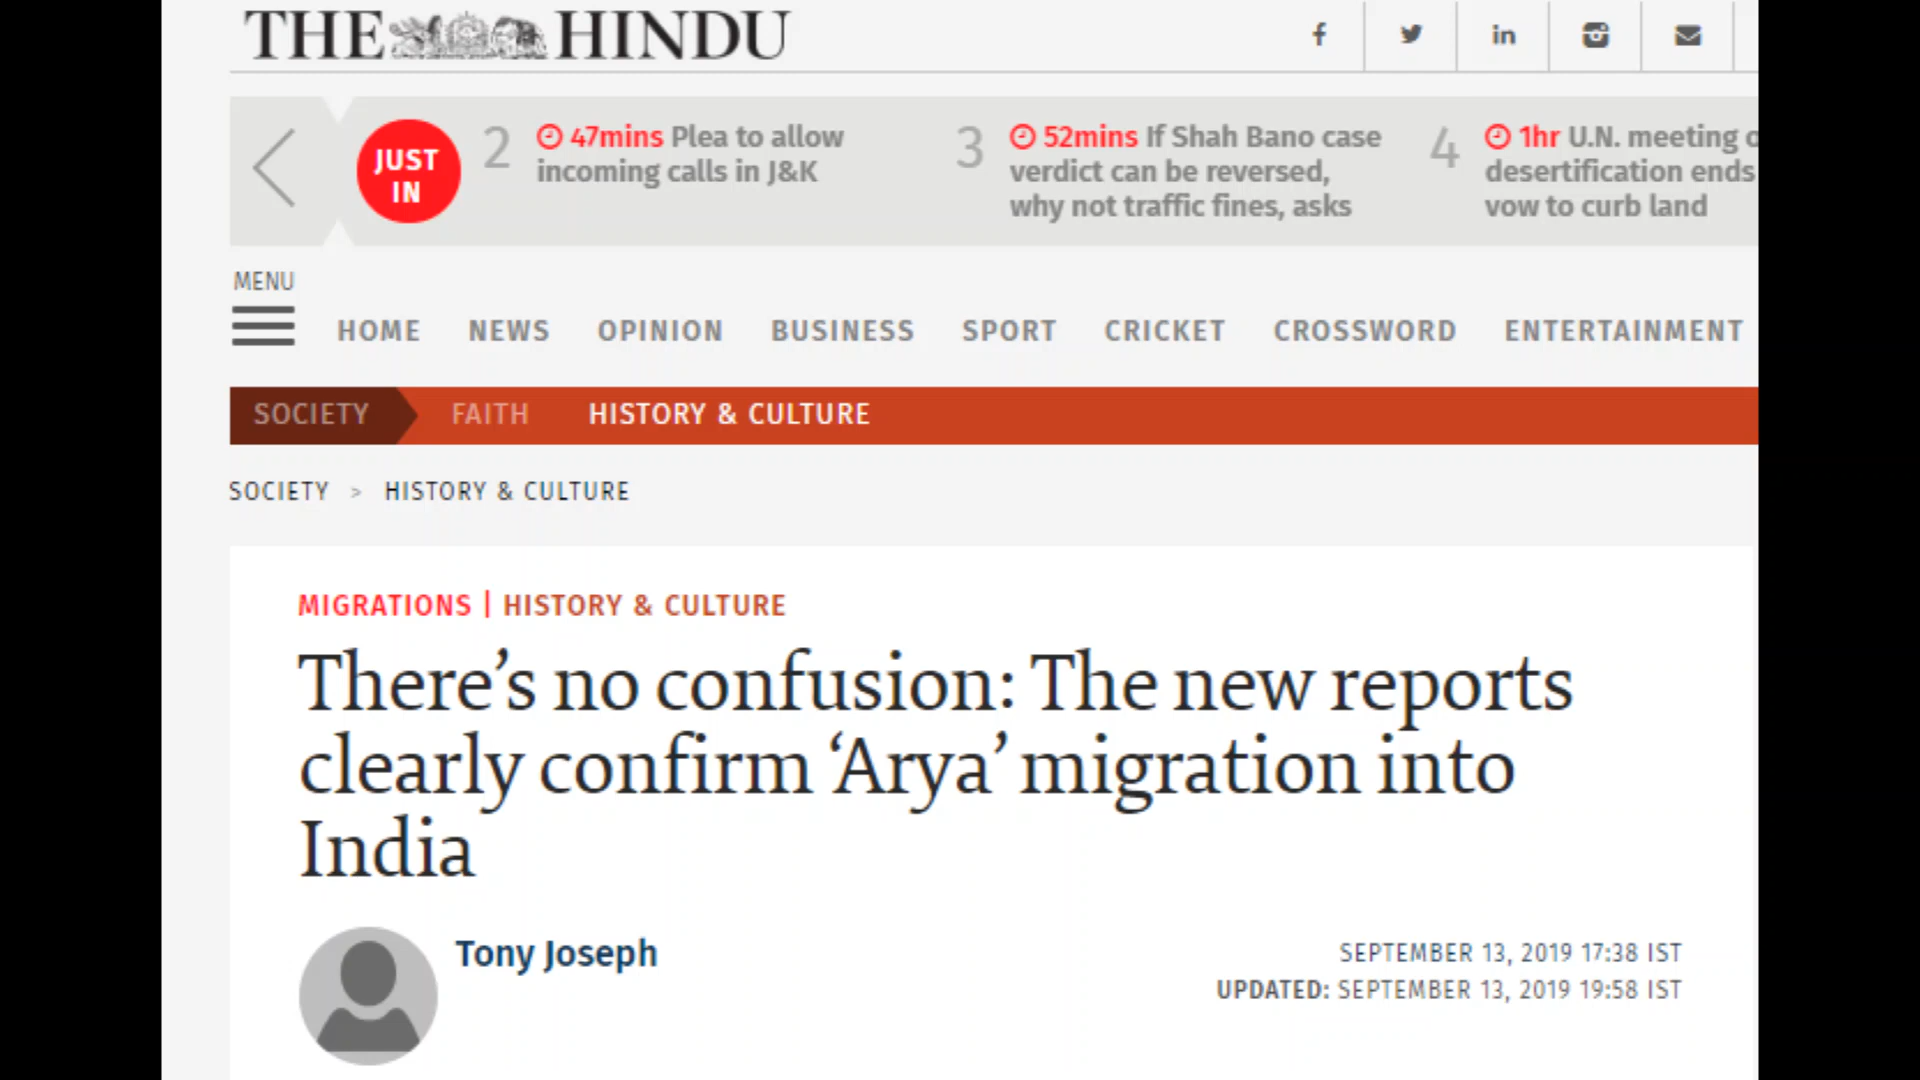 THE HINDU
JUST
IN
2
47mins Plea to allow
incoming calls in J&K
3
52mins If Shah Bano case
verdict can be reversed,
why not traffic fines, asks
4
1hr U.N. meeting
desertification ends
vow to curb land
MENU
HOME NEWS OPINION BUSINESS SPORT CRICKET CROSSWORD ENTERTAINMENT
SOCIETY FAITH HISTORY & CULTURE
SOCIETY > HISTORY & CULTURE
MIGRATIONS | HISTORY & CULTURE
There’s no confusion: The new reports
clearly confirm ‘Arya’ migration into
India
Tony Joseph
SEPTEMBER 13, 2019 17:38 IST
UPDATED: SEPTEMBER 13, 2019 19:58 IST